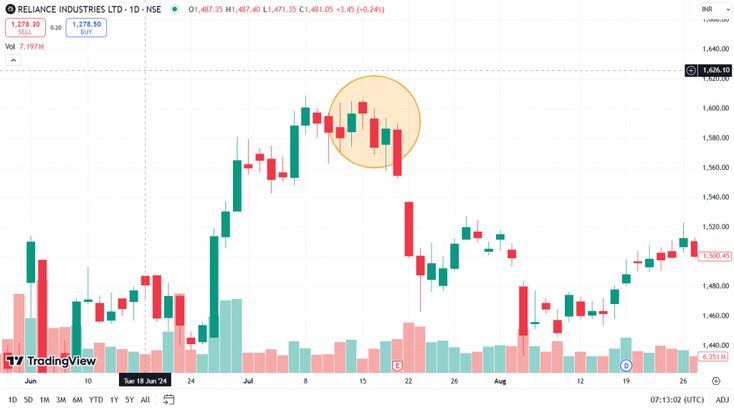 RELIANCE INDUSTRIES LTD · 1D · NSE O1,487.35 H1,487.40 L1,471.35 C1,481.05 +3.45 (+0.24%)
INR
1,278.30 SELL
0.20
1,278.50 BUY
Vol 7.197M
1,660.00
1,640.00
1,626.10
1,600.00
1,580.00
1,560.00
1,540.00
1,520.00
1,500.45
1,480.00
1,460.00
1,440.00
6.251M
E
D
TradingView
Jun 10 Tue 18 Jun '24 24 Jul 8 15 22 26 Aug 12 19 26
1D 5D 1M 3M 6M YTD 1Y 5Y All
07:13:02 (UTC) ADJ